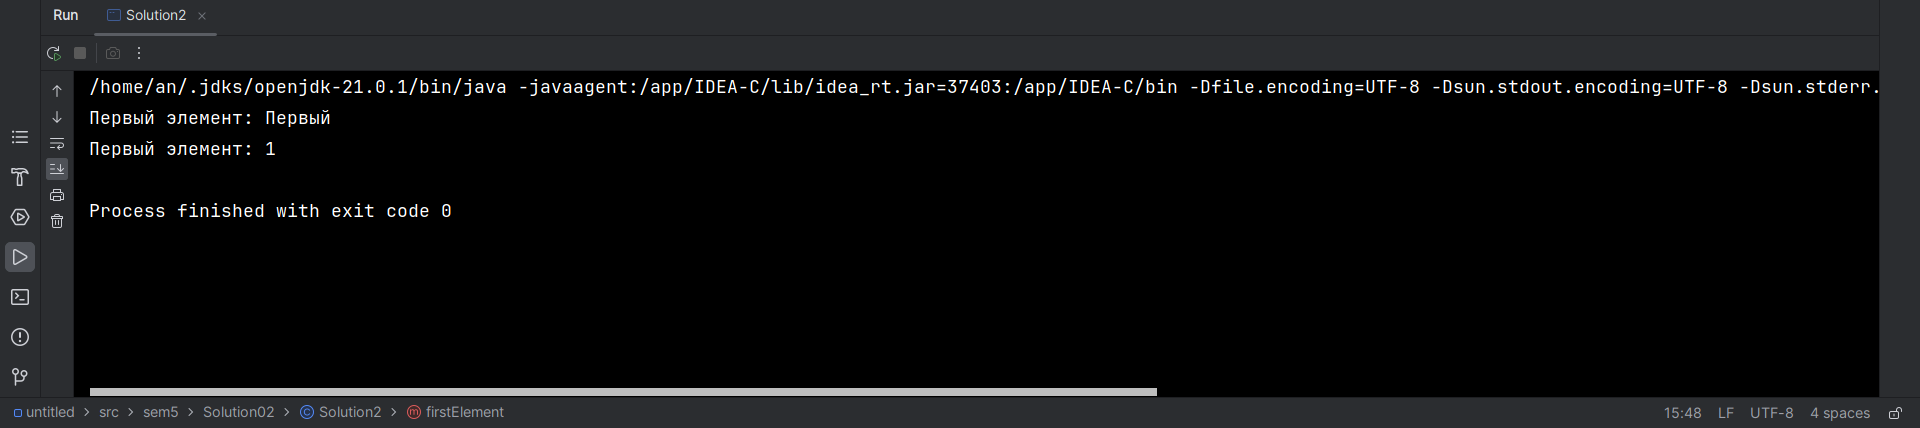 Run Solution2
/home/an/.jdks/openjdk-21.0.1/bin/java -javaagent:/app/IDEA-C/lib/idea_rt.jar=37403:/app/IDEA-C/bin -Dfile.encoding=UTF-8 -Dsun.stdout.encoding=UTF-8 -Dsun.stderr.
Первый элемент: Первый
Первый элемент: 1
Process finished with exit code 0
untitled > src > sem5 > Solution02 > Solution2 > firstElement 15:48 LF UTF-8 4 spaces